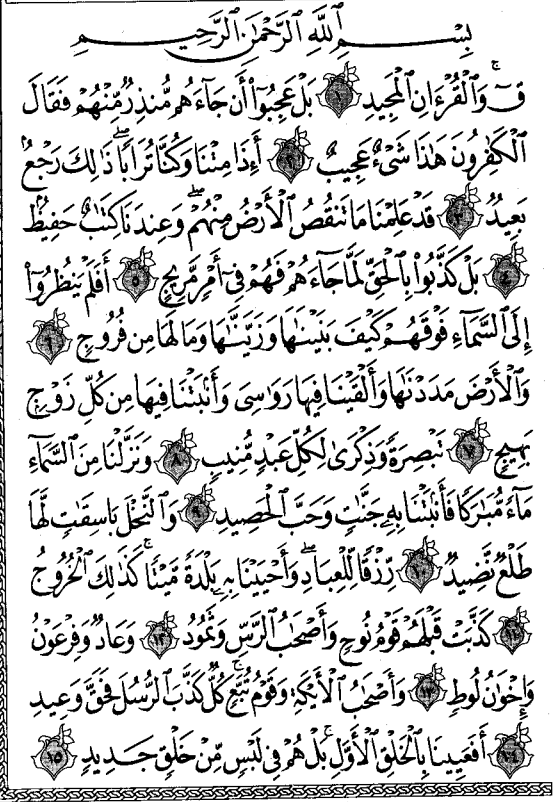 بِسْمِ ٱللَّهِ ٱلرَّحْمَٰنِ ٱلرَّحِيمِ
قٓ ۚ وَٱلْقُرْءَانِ ٱلْمَجِيدِ ١ بَلْ عَجِبُوٓا۟ أَن جَآءَهُم مُّنذِرٌ مِّنْهُمْ فَقَالَ
ٱلْكَٰفِرُونَ هَٰذَا شَىْءٌ عَجِيبٌ ٢ أَءِذَا مِتْنَا وَكُنَّا تُرَابًا ۖ ذَٰلِكَ رَجْعٌۢ
بَعِيدٌ ٣ قَدْ عَلِمْنَا مَا تَنقُصُ ٱلْأَرْضُ مِنْهُمْ ۖ وَعِندَنَا كِتَٰبٌ حَفِيظٌۢ
٤ بَلْ كَذَّبُوا۟ بِٱلْحَقِّ لَمَّا جَآءَهُمْ فَهُمْ فِىٓ أَمْرٍ مَّرِيجٍ ٥ أَفَلَمْ يَنظُرُوٓا۟
إِلَى ٱلسَّمَآءِ فَوْقَهُمْ كَيْفَ بَنَيْنَٰهَا وَزَيَّنَّٰهَا وَمَا لَهَا مِن فُرُوجٍ ٦
وَٱلْأَرْضَ مَدَدْنَٰهَا وَأَلْقَيْنَا فِيهَا رَوَٰسِىَ وَأَنۢبَتْنَا فِيهَا مِن كُلِّ زَوْجٍۭ
بَهِيجٍ ٧ تَبْصِرَةً وَذِكْرَىٰ لِكُلِّ عَبْدٍ مُّنِيبٍ ٨ وَنَزَّلْنَا مِنَ ٱلسَّمَآءِ
مَآءً مُّبَٰرَكًا فَأَنۢبَتْنَا بِهِۦ جَنَّٰتٍ وَحَبَّ ٱلْحَصِيدِ ٩ وَٱلنَّخْلَ بَاسِقَٰتٍ لَّهَا
طَلْعٌ نَّضِيدٌ ١٠ رِّزْقًا لِّلْعِبَادِ ۖ وَأَحْيَيْنَا بِهِۦ بَلْدَةً مَّيْتًا ۚ كَذَٰلِكَ ٱلْخُرُوجُ
١١ كَذَّبَتْ قَبْلَهُمْ قَوْمُ نُوحٍ وَأَصْحَٰبُ ٱلرَّسِّ وَثَمُودُ ١٢ وَعَادٌ وَفِرْعَوْنُ
وَإِخْوَٰنُ لُوطٍ ١٣ وَأَصْحَٰبُ ٱلْأَيْكَةِ وَقَوْمُ تُبَّعٍ ۚ كُلٌّ كَذَّبَ ٱلرُّسُلَ فَحَقَّ وَعِيدِ
١٤ أَفَعَيِينَا بِٱلْخَلْقِ ٱلْأَوَّلِ ۚ بَلْ هُمْ فِى لَبْسٍ مِّنْ خَلْقٍ جَدِيدٍ ١٥